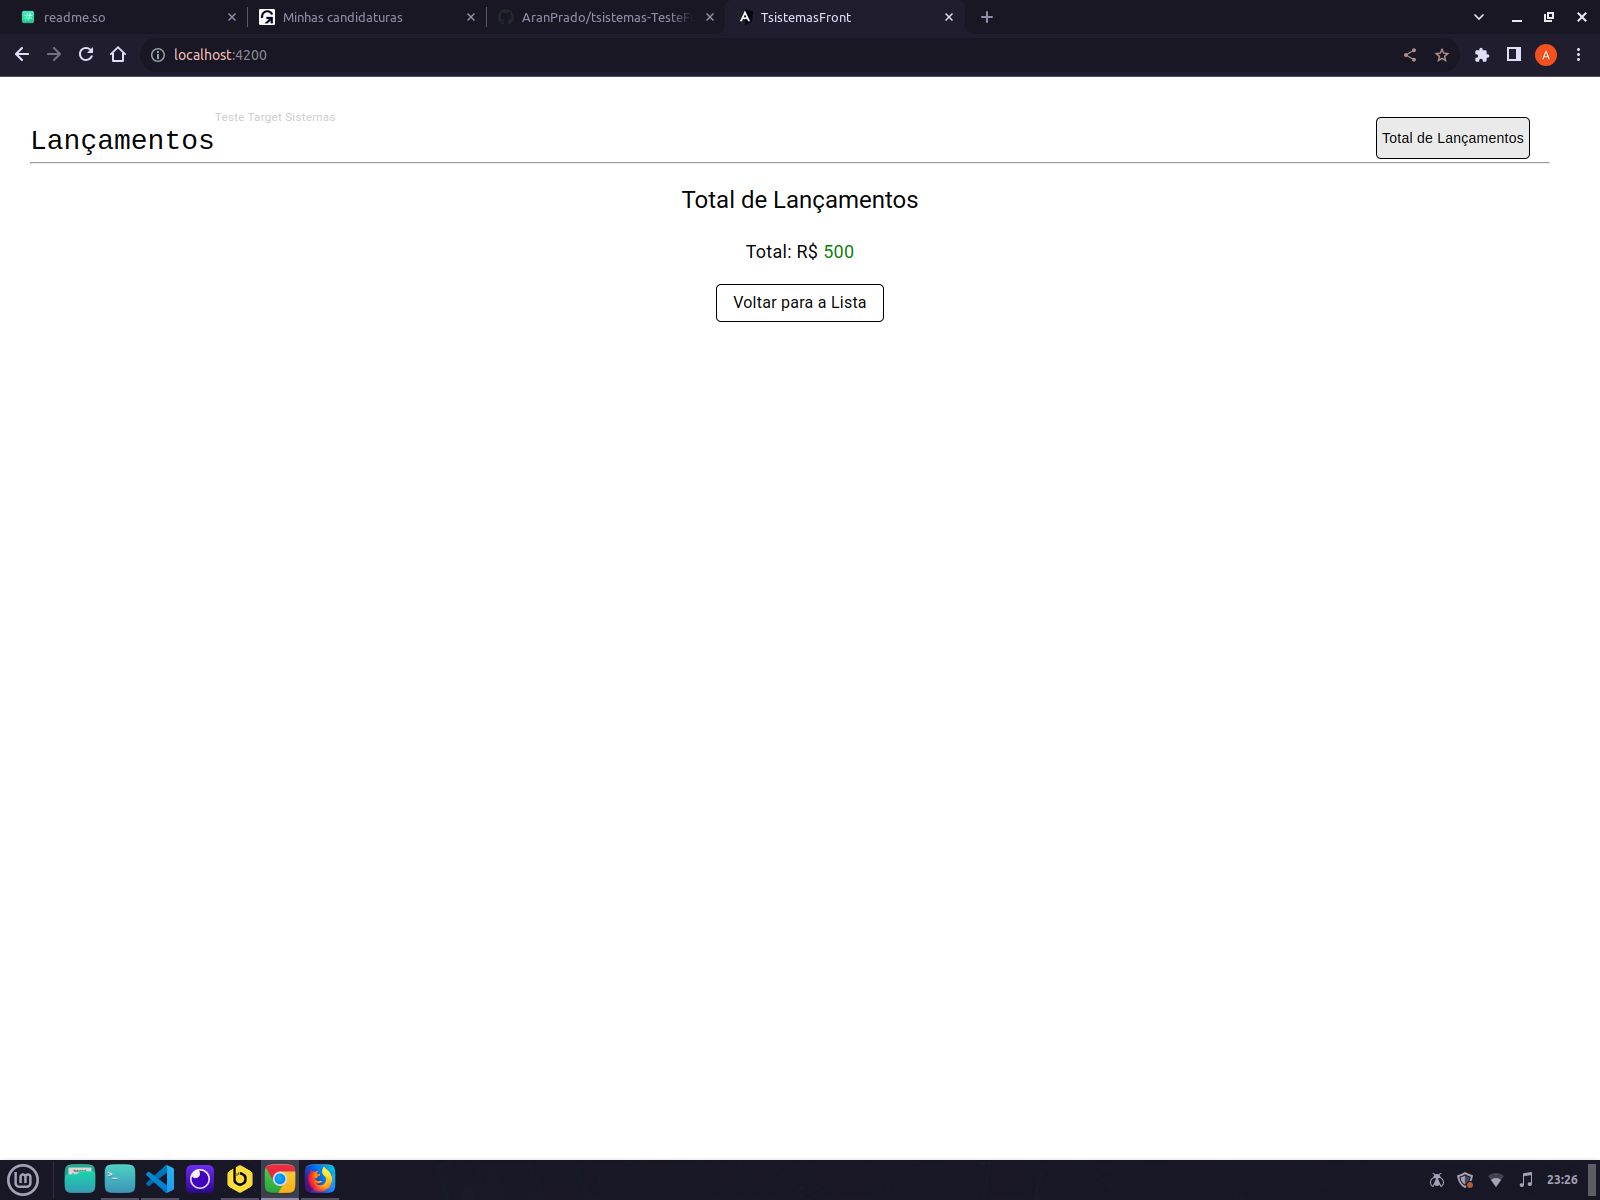 readme.so
Minhas candidaturas
AranPrado/tsistemas-TesteF
TsistemasFront
localhost:4200
A
Teste Target Sistemas
Lançamentos
Total de Lançamentos
Total de Lançamentos
Total: R$ 500
Voltar para a Lista
23:26